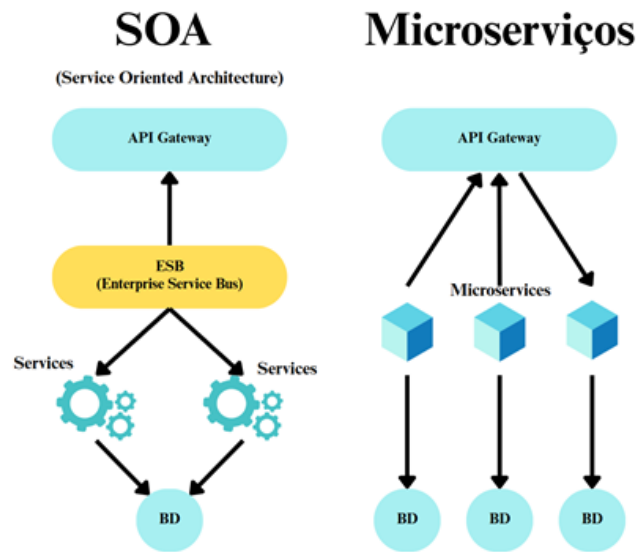 SOA
(Service Oriented Architecture)
API Gateway
ESB
(Enterprise Service Bus)
Services
Services
BD
Microserviços
API Gateway
Microservices
BD
BD
BD